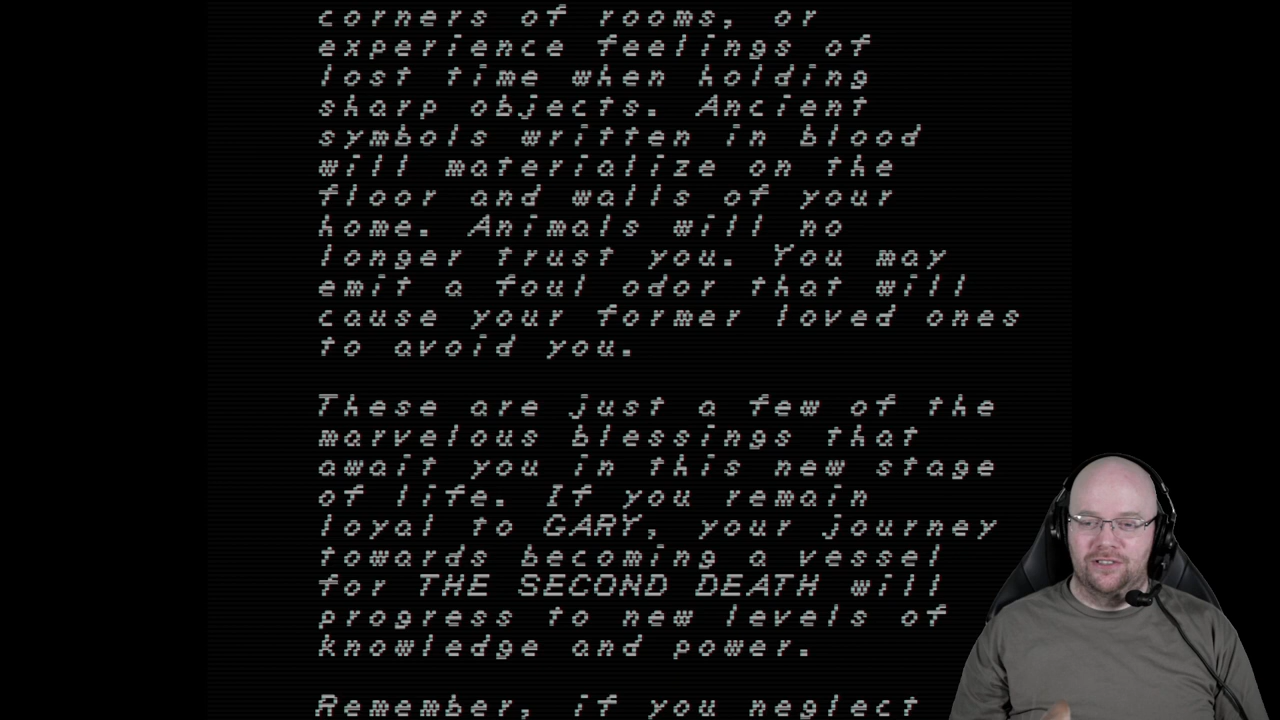 corners of rooms, or
experience feelings of
lost time when holding
sharp objects. Ancient
symbols written in blood
will materialize on the
floor and walls of your
home. Animals will no
longer trust you. You may
emit a foul odor that will
cause your former loved ones
to avoid you.
These are just a few of the
marvelous blessings that
await you in this new stage
of life. If you remain
loyal to GARY, your journey
towards becoming a vessel
for THE SECOND DEATH will
progress to new levels of
knowledge and power.
Remember, if you neglect